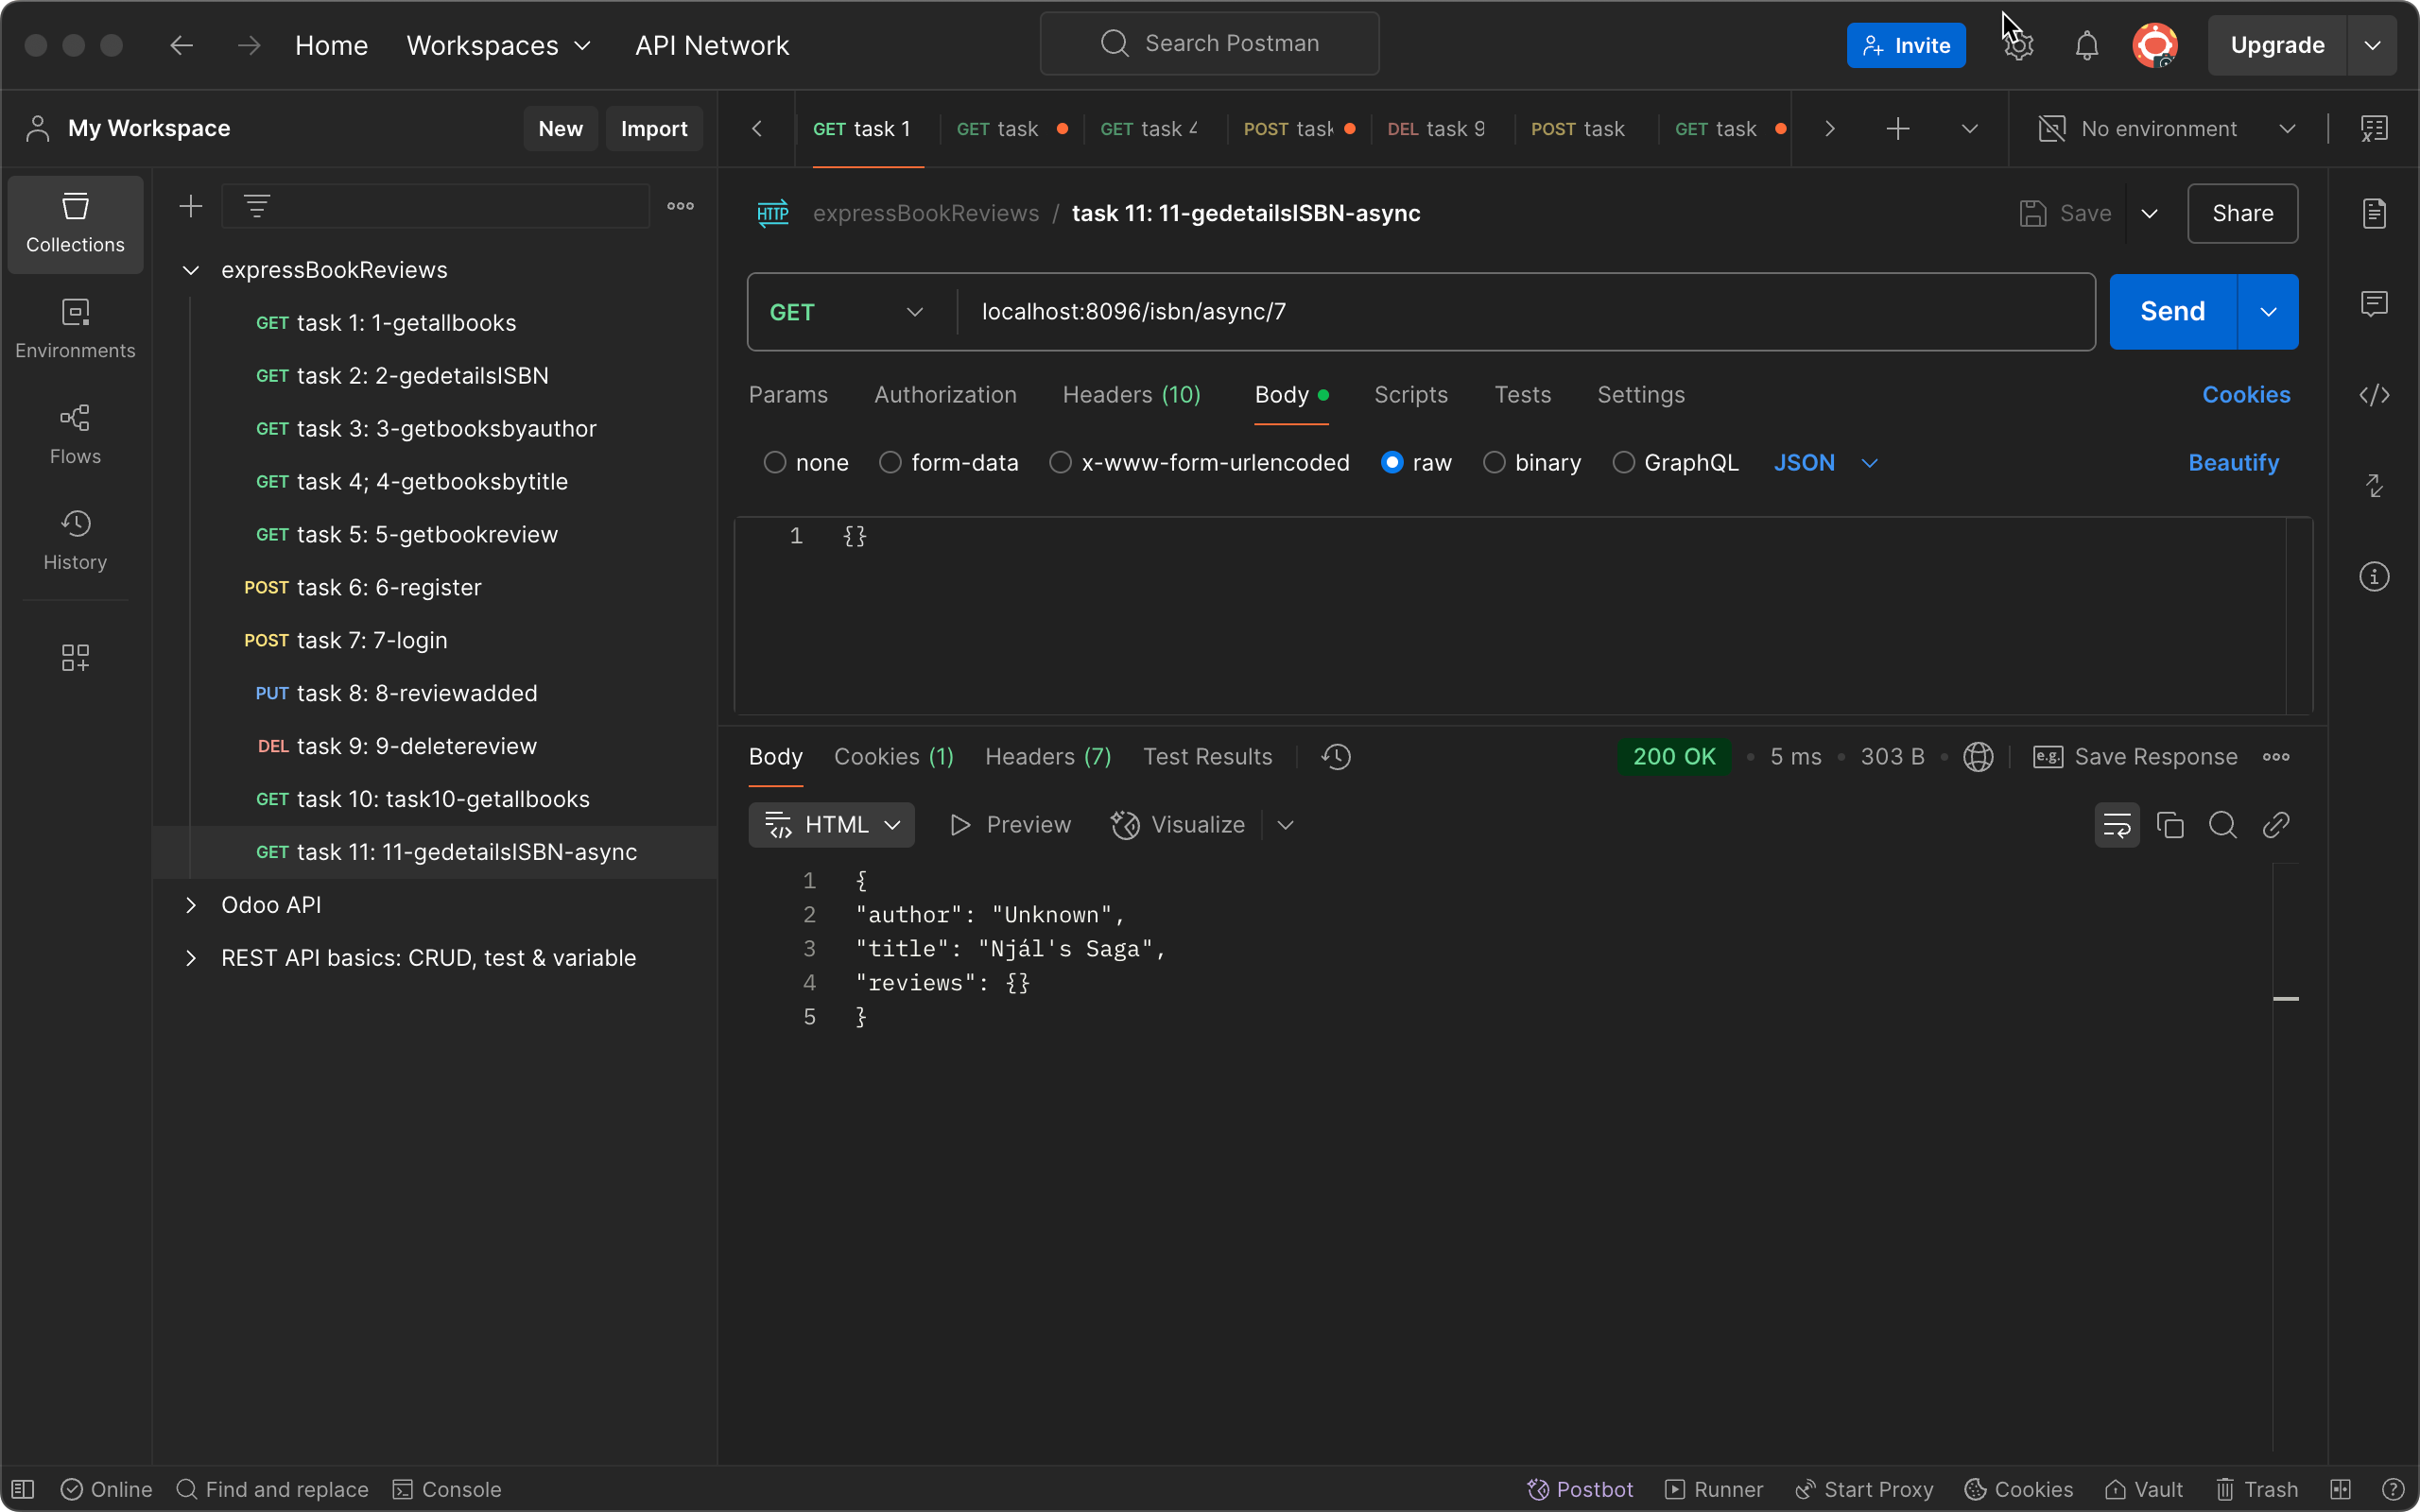 Home Workspaces API Network Search Postman Invite Upgrade
My Workspace New Import GET task 1 GET task GET task 4 POST task DEL task 9 POST task GET task No environment
Collections
Environments
Flows
History
expressBookReviews
GET task 1: 1-getallbooks
GET task 2: 2-gedetailsISBN
GET task 3: 3-getbooksbyauthor
GET task 4; 4-getbooksbytitle
GET task 5: 5-getbookreview
POST task 6: 6-register
POST task 7: 7-login
PUT task 8: 8-reviewadded
DEL task 9: 9-deletereview
GET task 10: task10-getallbooks
GET task 11: 11-gedetailsISBN-async
Odoo API
REST API basics: CRUD, test & variable
HTTP expressBookReviews / task 11: 11-gedetailsISBN-async Save Share
GET localhost:8096/isbn/async/7 Send
Params Authorization Headers (10) Body Scripts Tests Settings Cookies
none form-data x-www-form-urlencoded raw binary GraphQL JSON Beautify
1 {}
Body Cookies (1) Headers (7) Test Results 200 OK • 5 ms • 303 B • e.g. Save Response
HTML Preview Visualize
1 {
2 "author": "Unknown",
3 "title": "Njál's Saga",
4 "reviews": {}
5 }
Online Find and replace Console Postbot Runner Start Proxy Cookies Vault Trash